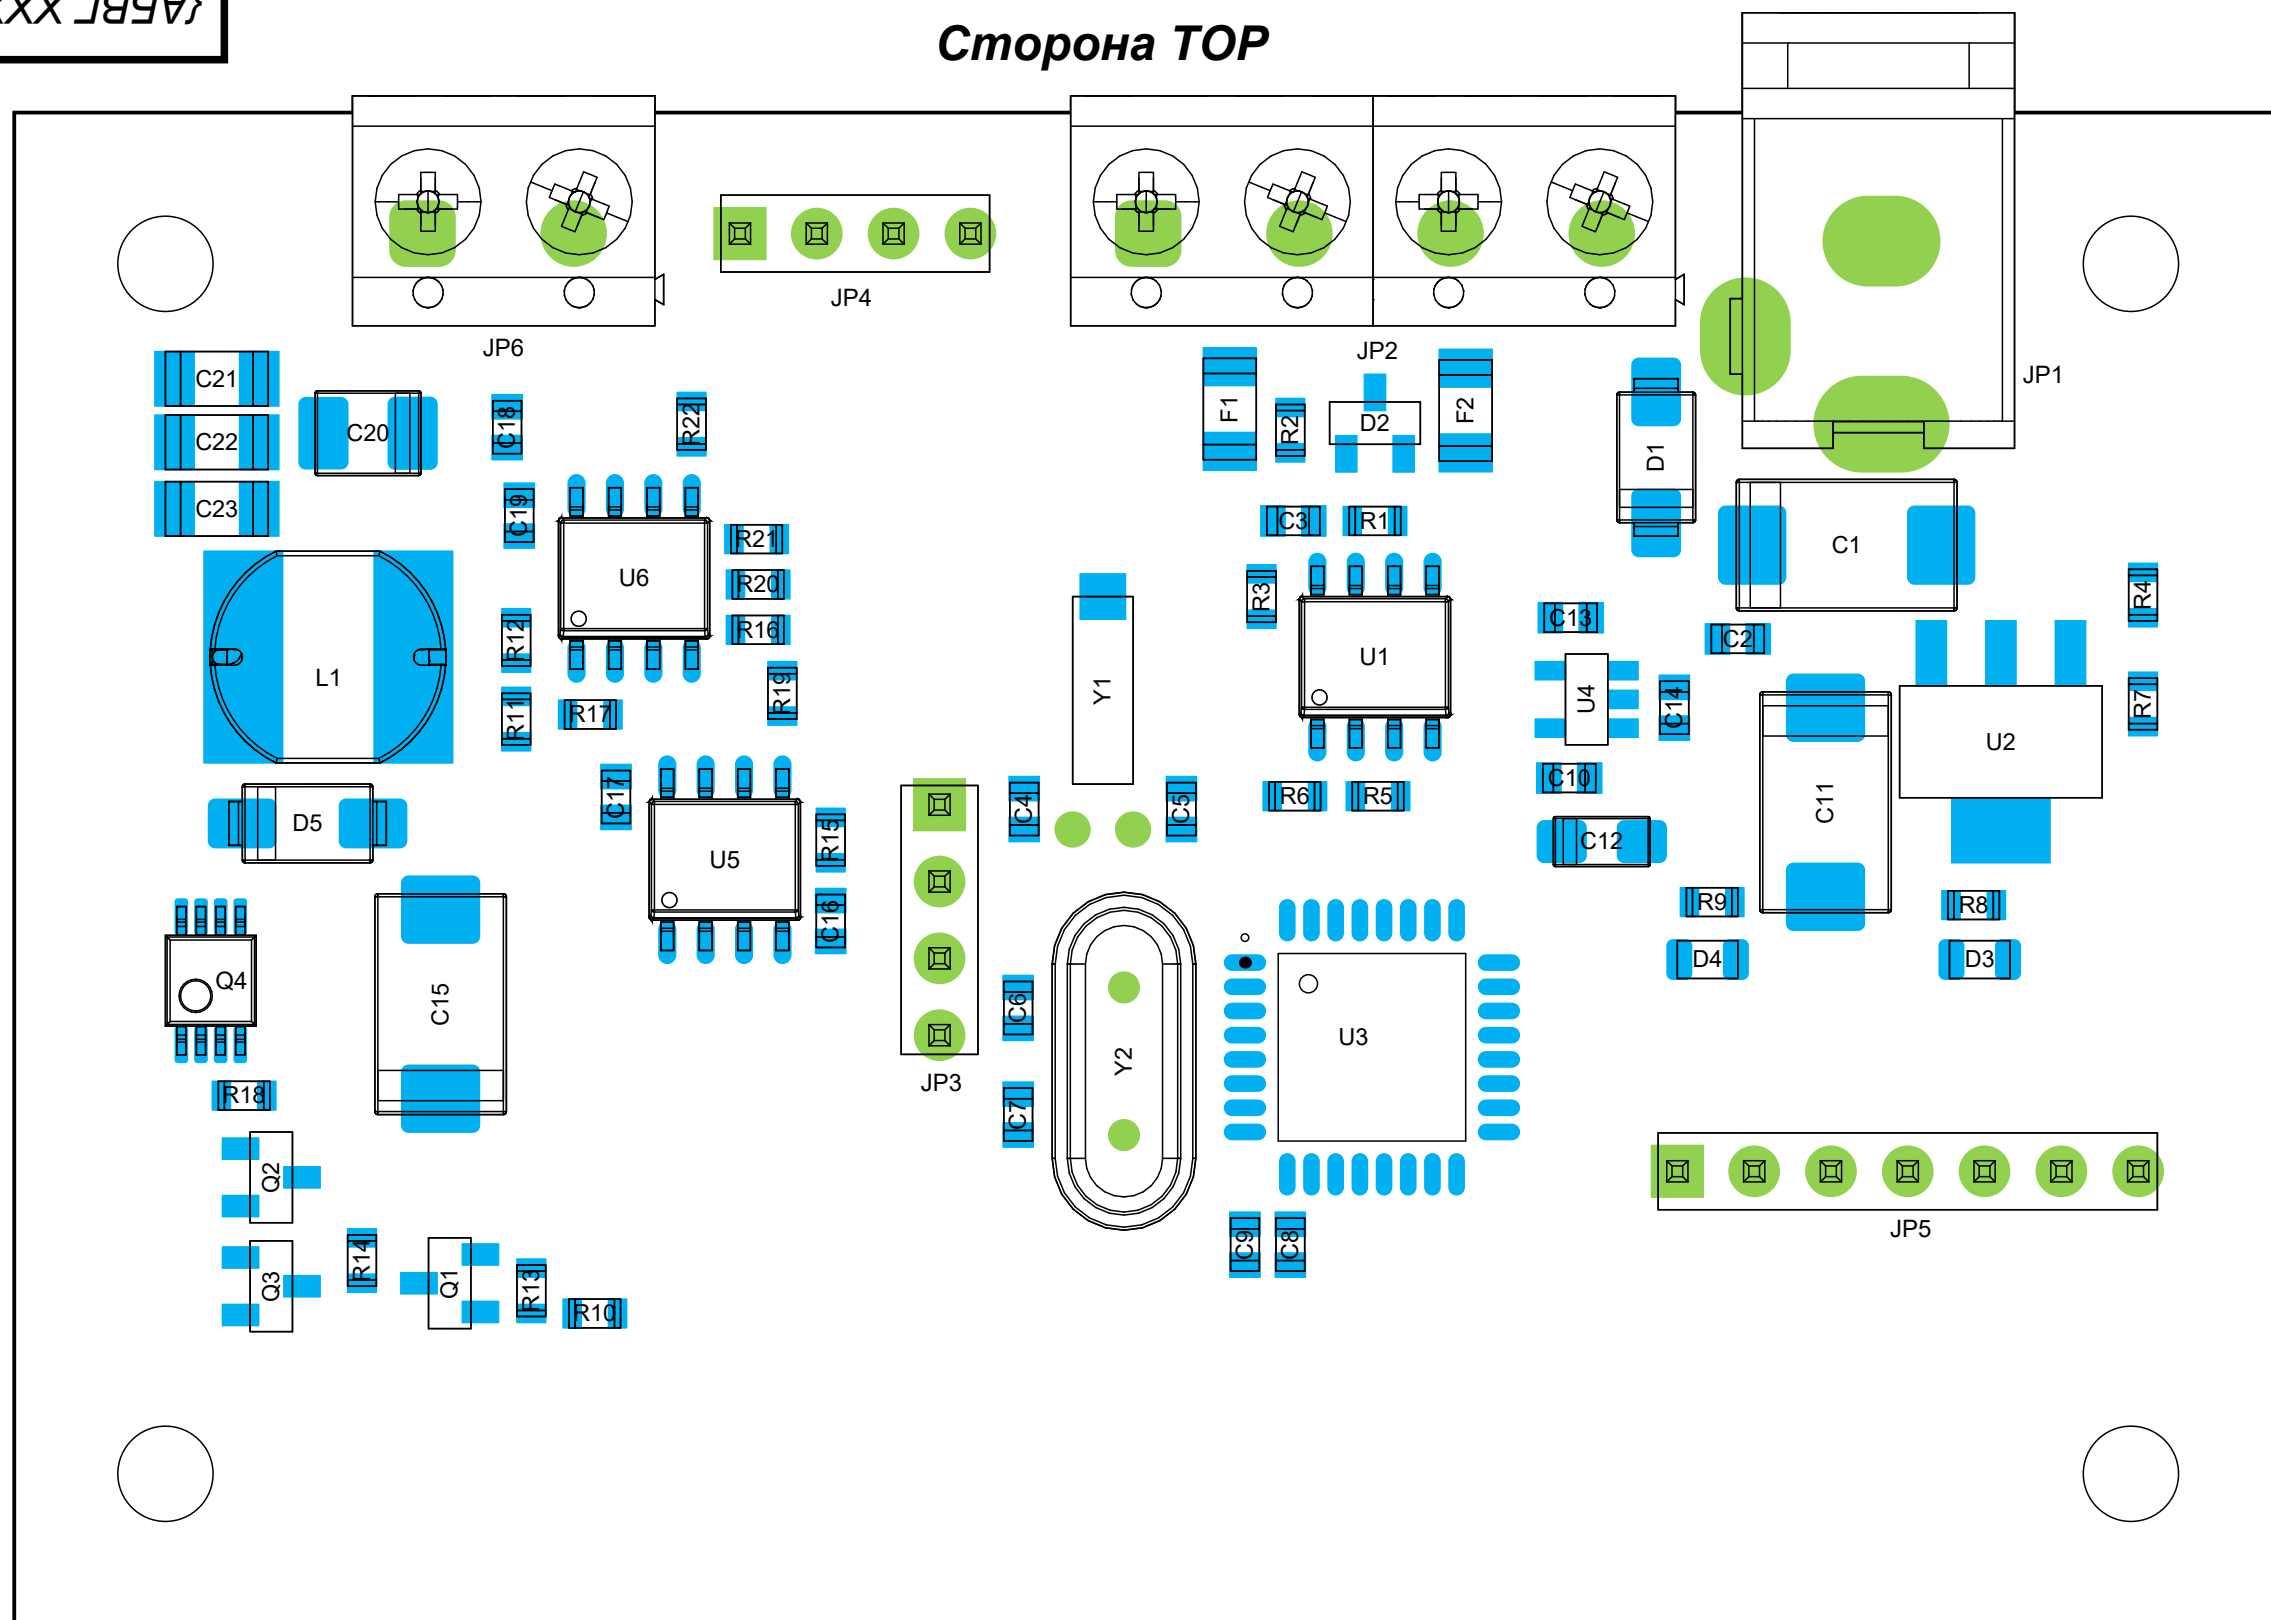 {АБВГ XXX
Сторона TOP
JP6
JP4
JP2
JP1
C21
C22
C23
C20
C18
R22
F1
R2
D2
F2
D1
C19
U6
R21
R20
R16
C3
R1
C1
R3
U1
C13
C2
R4
L1
R12
R11
R17
R19
Y1
U4
C14
R7
U2
D5
C17
U5
R15
C16
C4
C5
R6
R5
C10
C12
C11
R9
R8
D4
D3
Q4
C15
JP3
C6
C7
Y2
U3
R18
Q2
Q3
R14
Q1
R13
R10
C9
C8
JP5